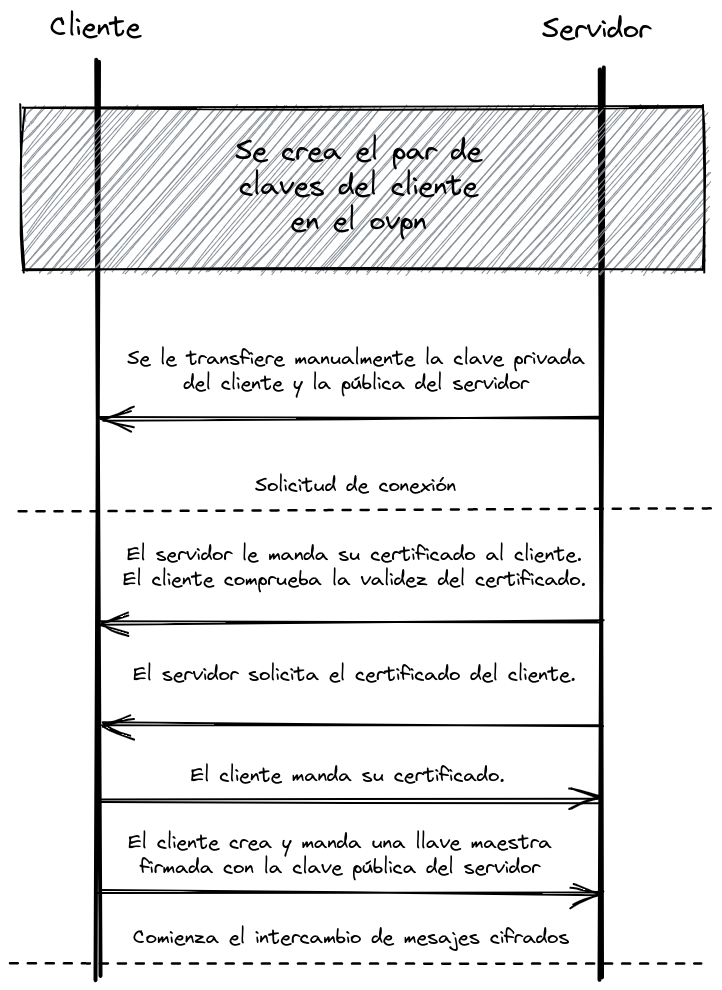 Cliente
Servidor
Se crea el par de
claves del cliente
en el ovpn
Se le transfiere manualmente la clave privada
del cliente y la pública del servidor
Solicitud de conexión
El servidor le manda su certificado al cliente.
El cliente comprueba la validez del certificado.
El servidor solicita el certificado del cliente.
El cliente manda su certificado.
El cliente crea y manda una llave maestra
firmada con la clave pública del servidor
Comienza el intercambio de mesajes cifrados